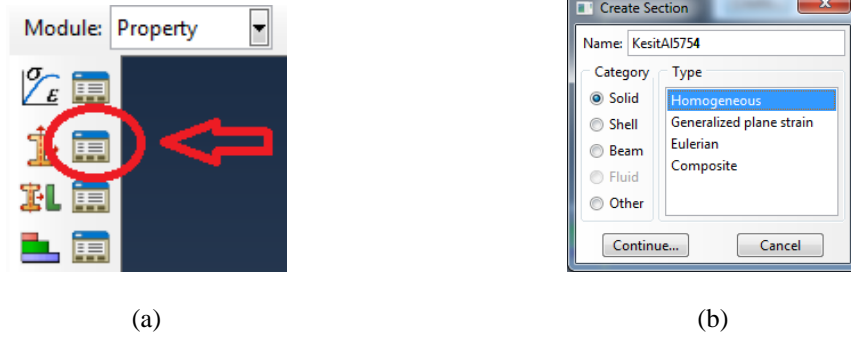 Module: Property
σ
ε
(a)
Create Section
Name: KesitAl5754
Category
Type
Solid
Shell
Beam
Fluid
Other
Homogeneous
Generalized plane strain
Eulerian
Composite
Continue...
Cancel
(b)